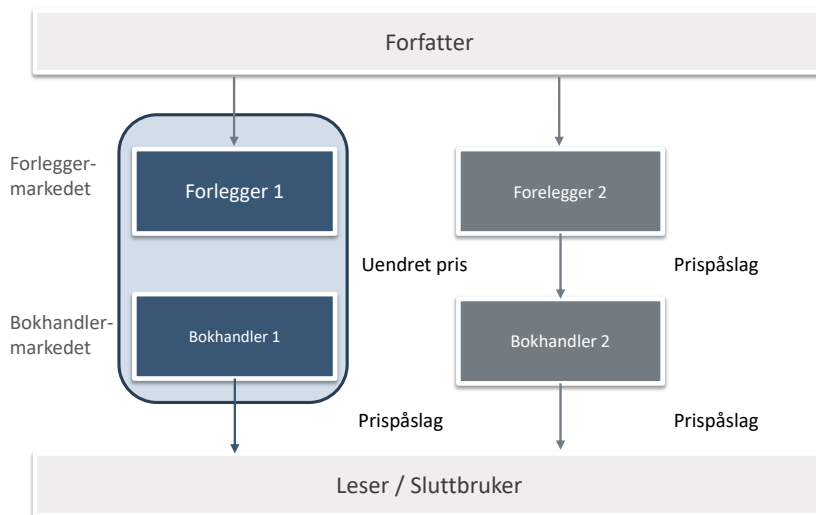 Forfatter
Forlegger-
markedet
Forlegger 1
Forelegger 2
Uendret pris
Prispåslag
Bokhandler-
markedet
Bokhandler 1
Bokhandler 2
Prispåslag
Prispåslag
Leser / Sluttbruker